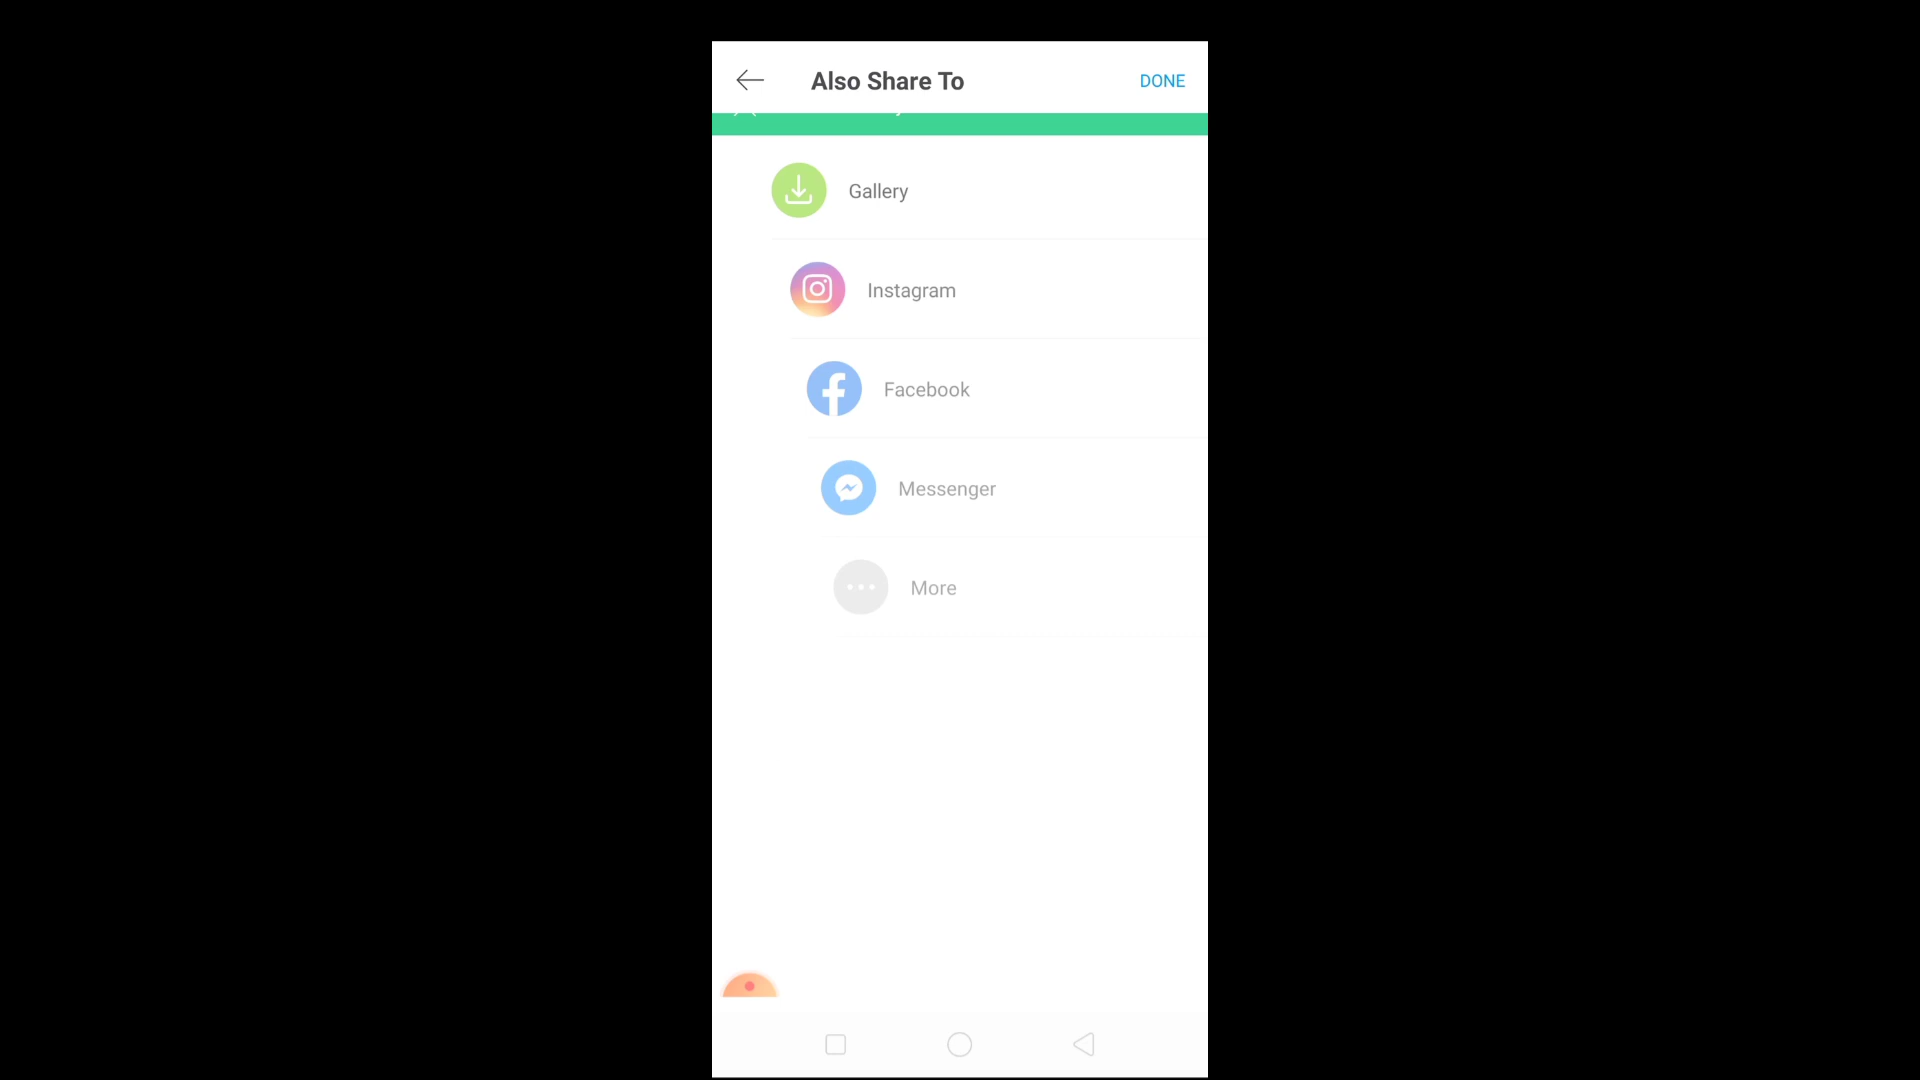 Also Share To
DONE
Gallery
Instagram
Facebook
Messenger
More